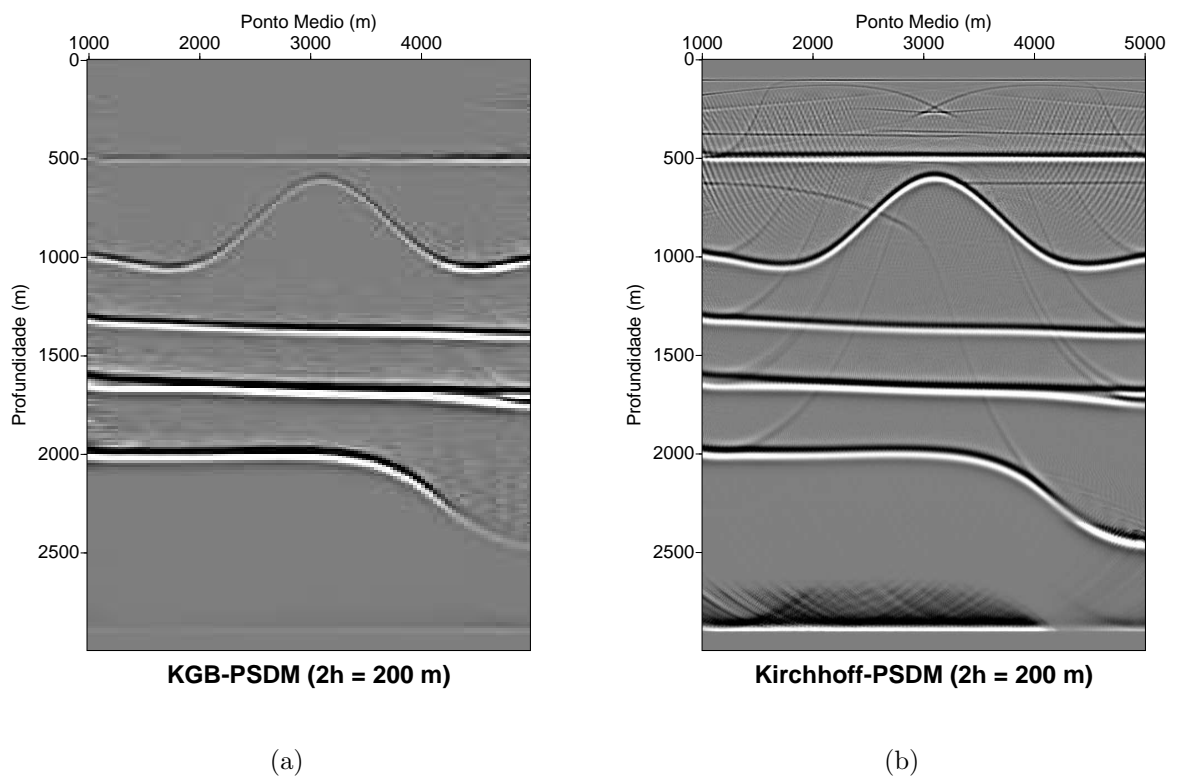 Ponto Medio (m)
1000 2000 3000 4000
0
500
1000
1500
2000
2500
Profundidade (m)
KGB-PSDM (2h = 200 m)
(a)
Ponto Medio (m)
1000 2000 3000 4000 5000
0
500
1000
1500
2000
2500
Profundidade (m)
Kirchhoff-PSDM (2h = 200 m)
(b)